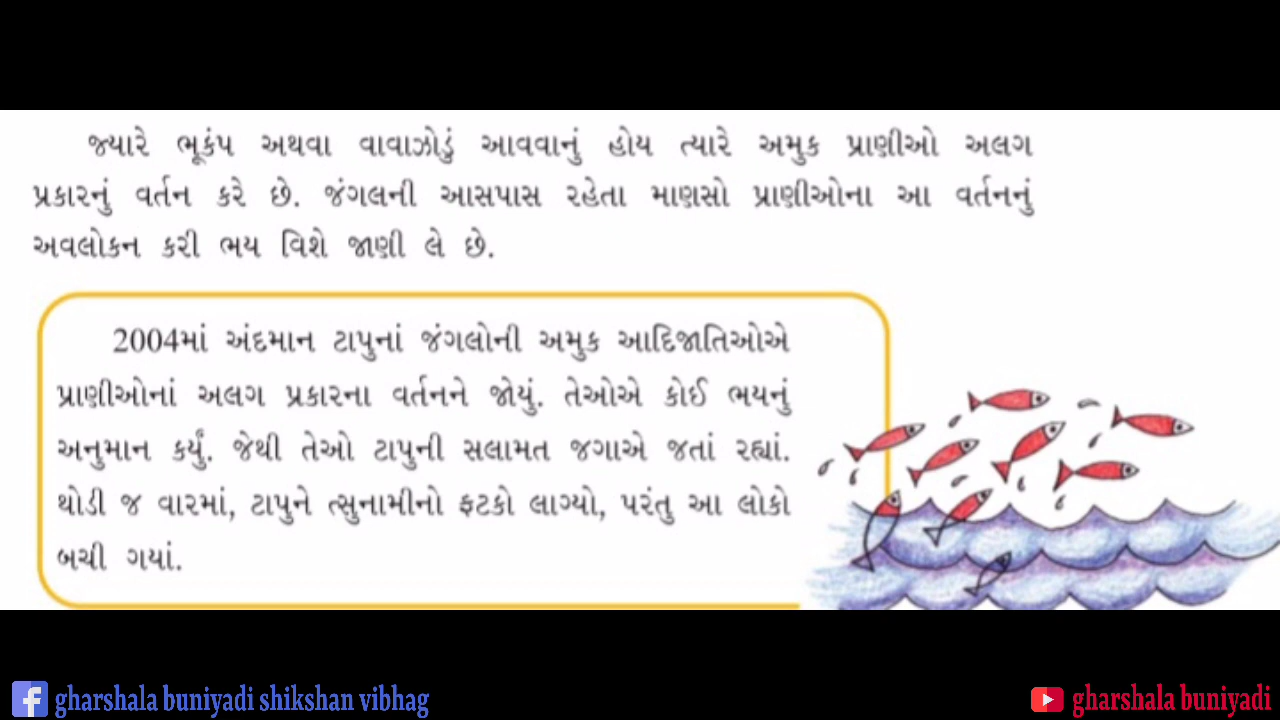 જ્યારે ભૂકંપ અથવા વાવાઝોડું આવવાનું હોય ત્યારે અમુક પ્રાણીઓ અલગ
પ્રકારનું વર્તન કરે છે. જંગલની આસપાસ રહેતા માણસો પ્રાણીઓના આ વર્તનનું
અવલોકન કરી ભય વિશે જાણી લે છે.
2004માં અંદમાન ટાપુનાં જંગલોની અમુક આદિજાતિઓએ
પ્રાણીઓનાં અલગ પ્રકારના વર્તનને જોયું. તેઓએ કોઈ ભયનું
અનુમાન કર્યું. જેથી તેઓ ટાપુની સલામત જગાએ જતાં રહ્યાં.
થોડી જ વારમાં, ટાપુને ત્સુનામીનો ફટકો લાગ્યો, પરંતુ આ લોકો
બચી ગયાં.
gharshala buniyadi shikshan vibhag
gharshala buniyadi